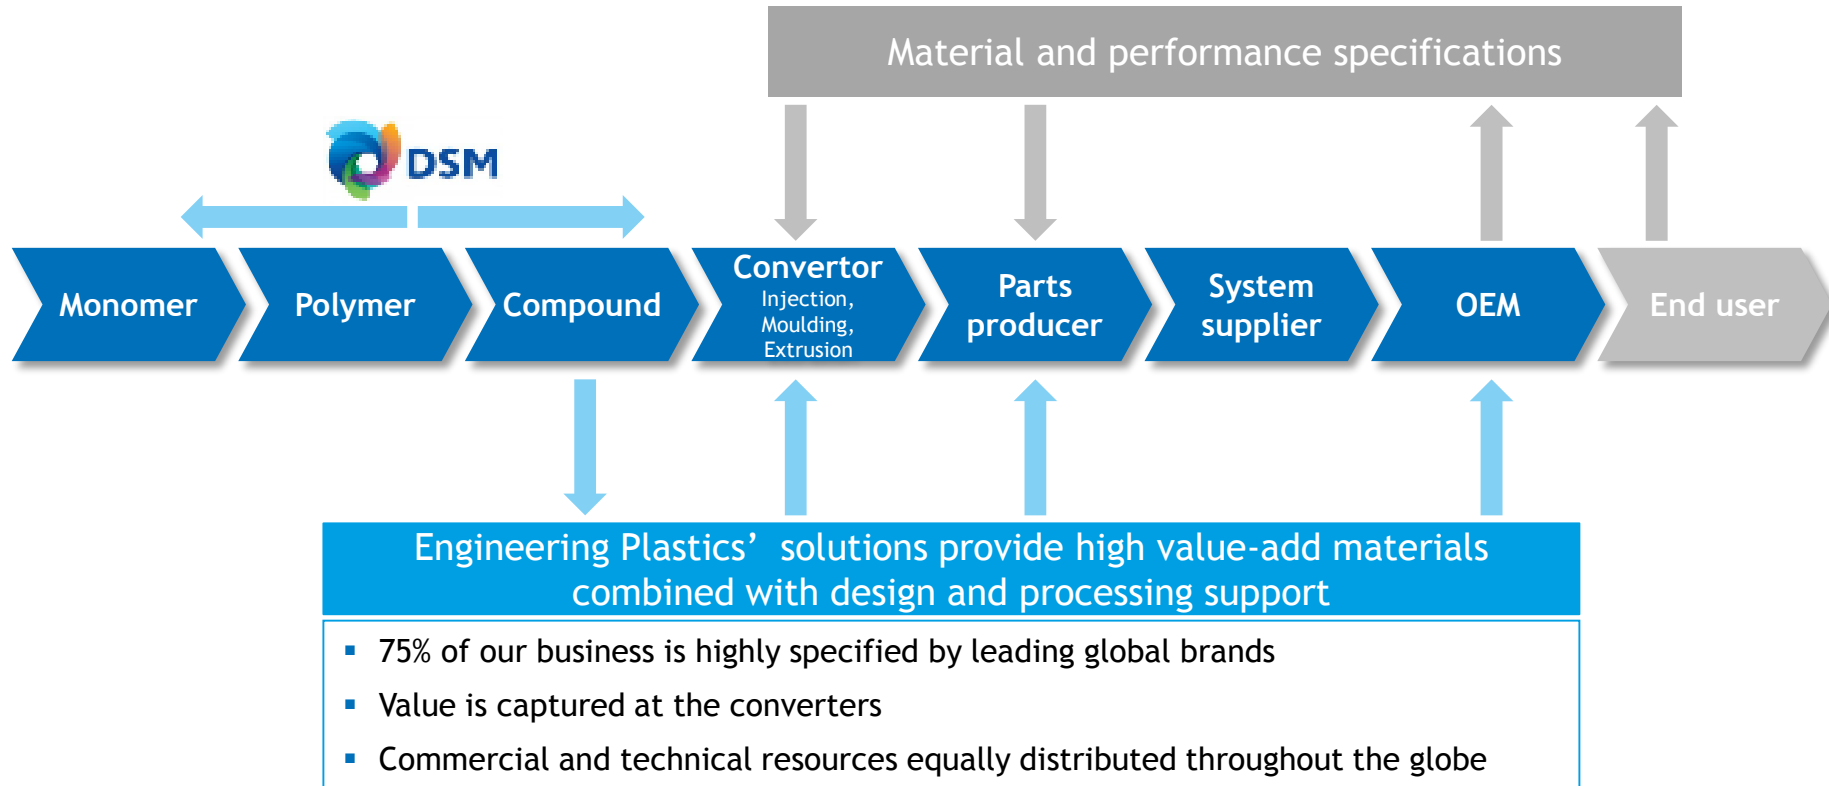 Material and performance specifications
DSM
Monomer
Polymer
Compound
Convertor
Injection,
Moulding,
Extrusion
Parts
producer
System
supplier
OEM
End user
Engineering Plastics’ solutions provide high value-add materials
combined with design and processing support
▪ 75% of our business is highly specified by leading global brands
▪ Value is captured at the converters
▪ Commercial and technical resources equally distributed throughout the globe